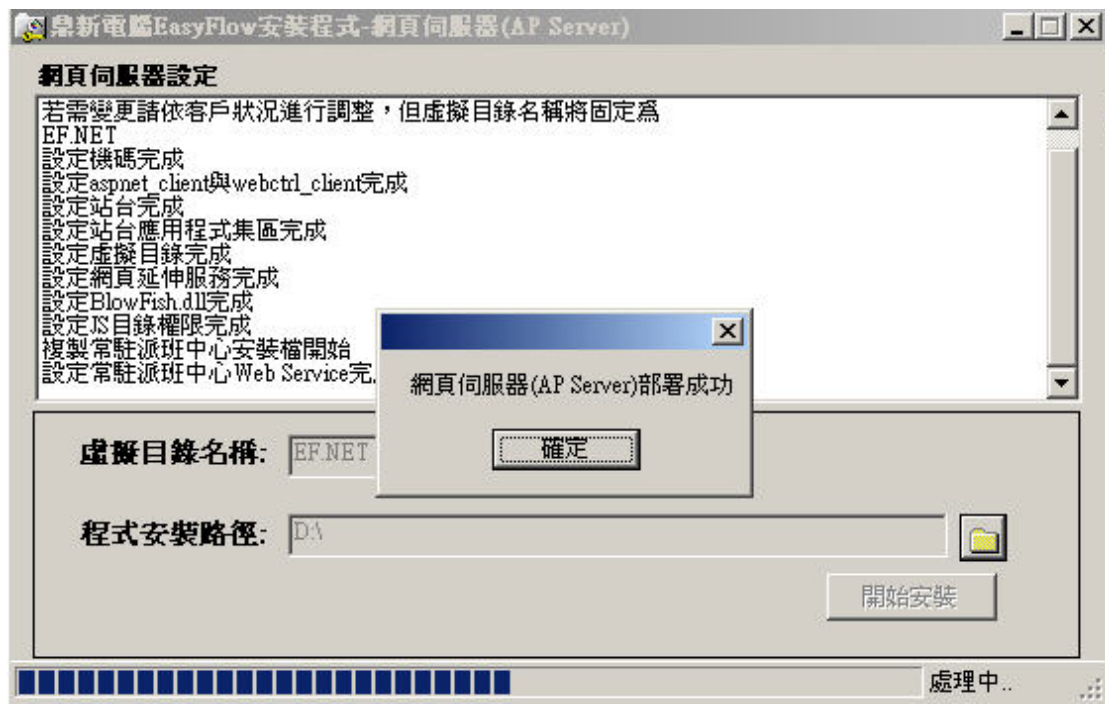 鼎新電腦EasyFlow安裝程式-網頁伺服器(AP Server)
網頁伺服器設定
若需變更請依客戶狀況進行調整，但虛擬目錄名稱將固定為
EF.NET
設定機碼完成
設定aspnet_client與webctrl_client完成
設定站台完成
設定站台應用程式集區完成
設定虛擬目錄完成
設定網頁延伸服務完成
設定BlowFish.dll完成
設定JS目錄權限完成
複製常駐派班中心安裝檔開始
設定常駐派班中心Web Service完
網頁伺服器(AP Server)部署成功
確定
虛擬目錄名稱: EF.NET
程式安裝路徑: D:\
開始安裝
處理中..